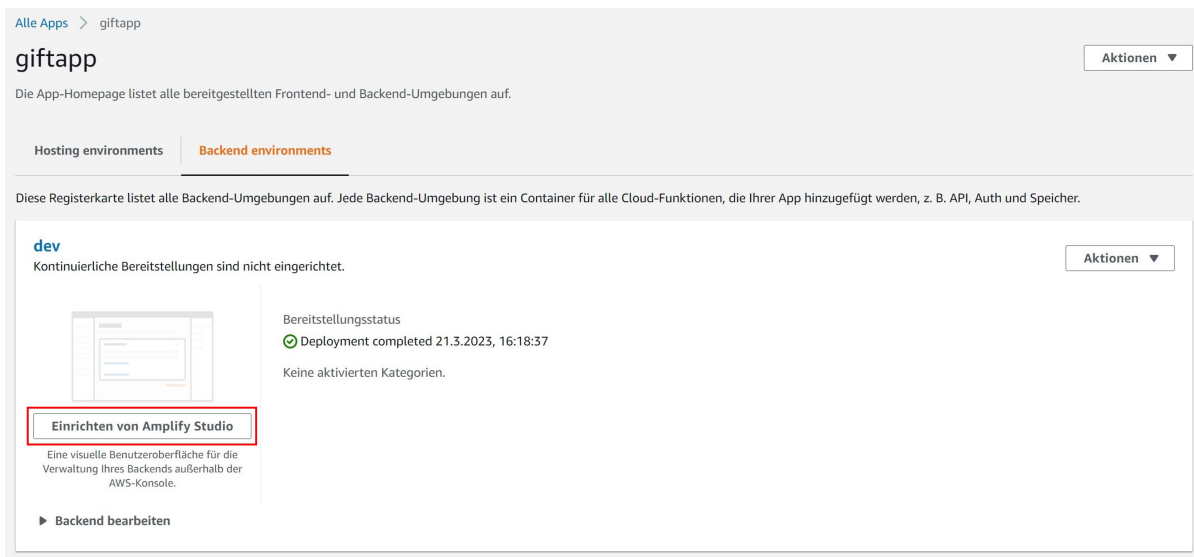 Alle Apps > giftapp
giftapp
Aktionen ▼
Die App-Homepage listet alle bereitgestellten Frontend- und Backend-Umgebungen auf.
Hosting environments
Backend environments
Diese Registerkarte listet alle Backend-Umgebungen auf. Jede Backend-Umgebung ist ein Container für alle Cloud-Funktionen, die Ihrer App hinzugefügt werden, z. B. API, Auth und Speicher.
dev
Kontinuierliche Bereitstellungen sind nicht eingerichtet.
Aktionen ▼
Bereitstellungsstatus
Deployment completed 21.3.2023, 16:18:37
Keine aktivierten Kategorien.
Einrichten von Amplify Studio
Eine visuelle Benutzeroberfläche für die
Verwaltung Ihres Backends außerhalb der
AWS-Konsole.
▶ Backend bearbeiten